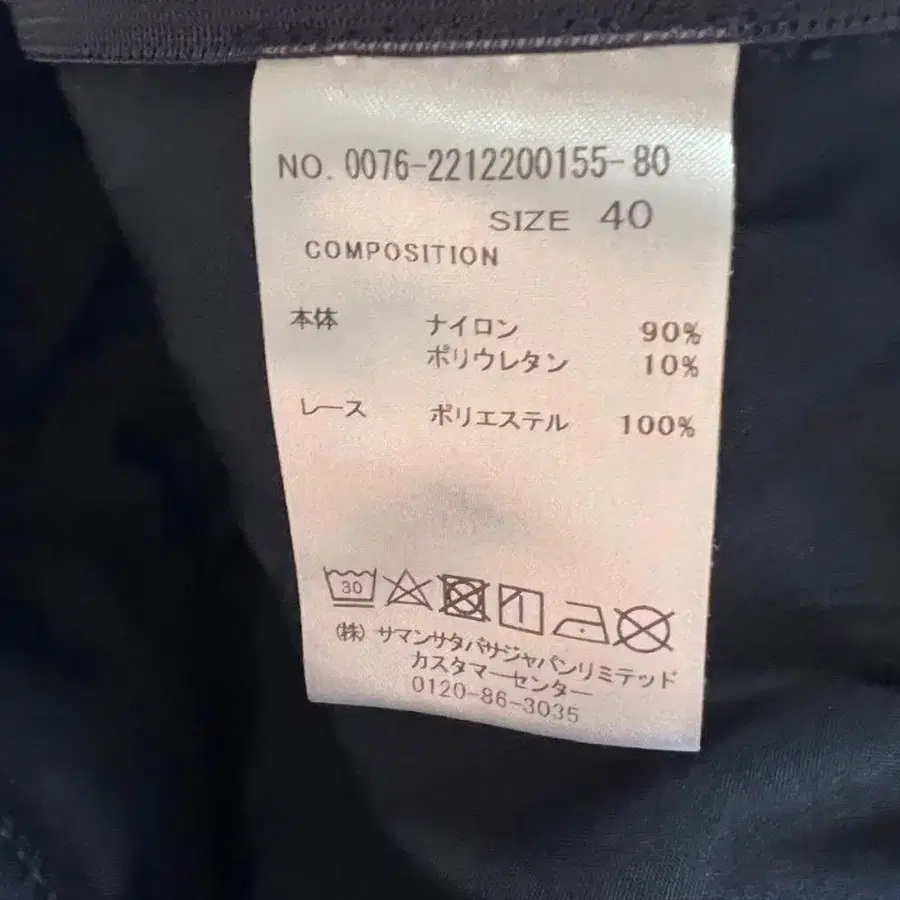 NO. 0076-2212200155-80
SIZE 40
COMPOSITION
本体 ナイロン 90%
ポリウレタン 10%
レース ポリエステル 100%
30
(株) サマンサタバサジャパンリミテッド
カスタマーセンター
0120-86-3035